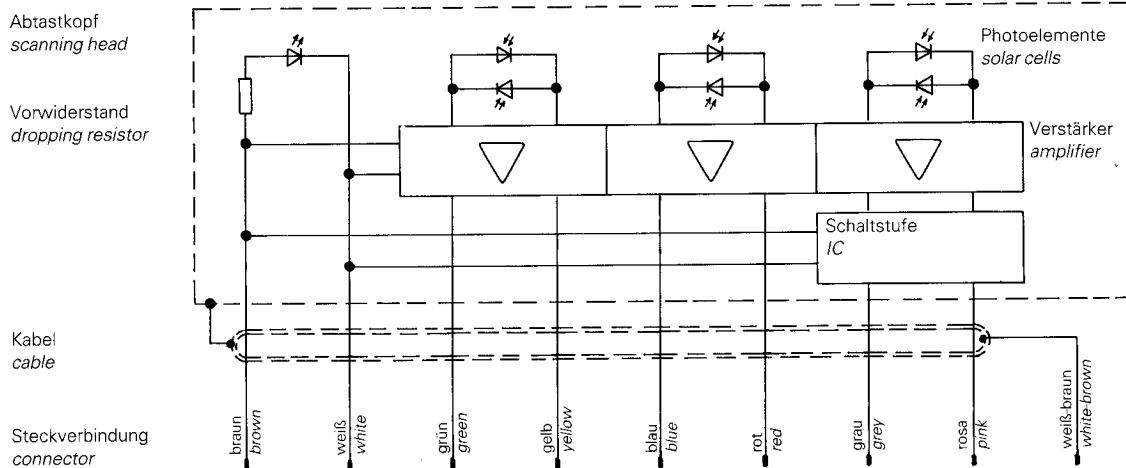 Abtastkopf
scanning head
Photoelemente
solar cells
Vorwiderstand
dropping resistor
Verstärker
amplifier
Schaltstufe
IC
Kabel
cable
Steckverbindung
connector
braun
brown
weiß
white
grün
green
gelb
yellow
blau
blue
rot
red
grau
grey
rosa
pink
weiß-braun
white-brown